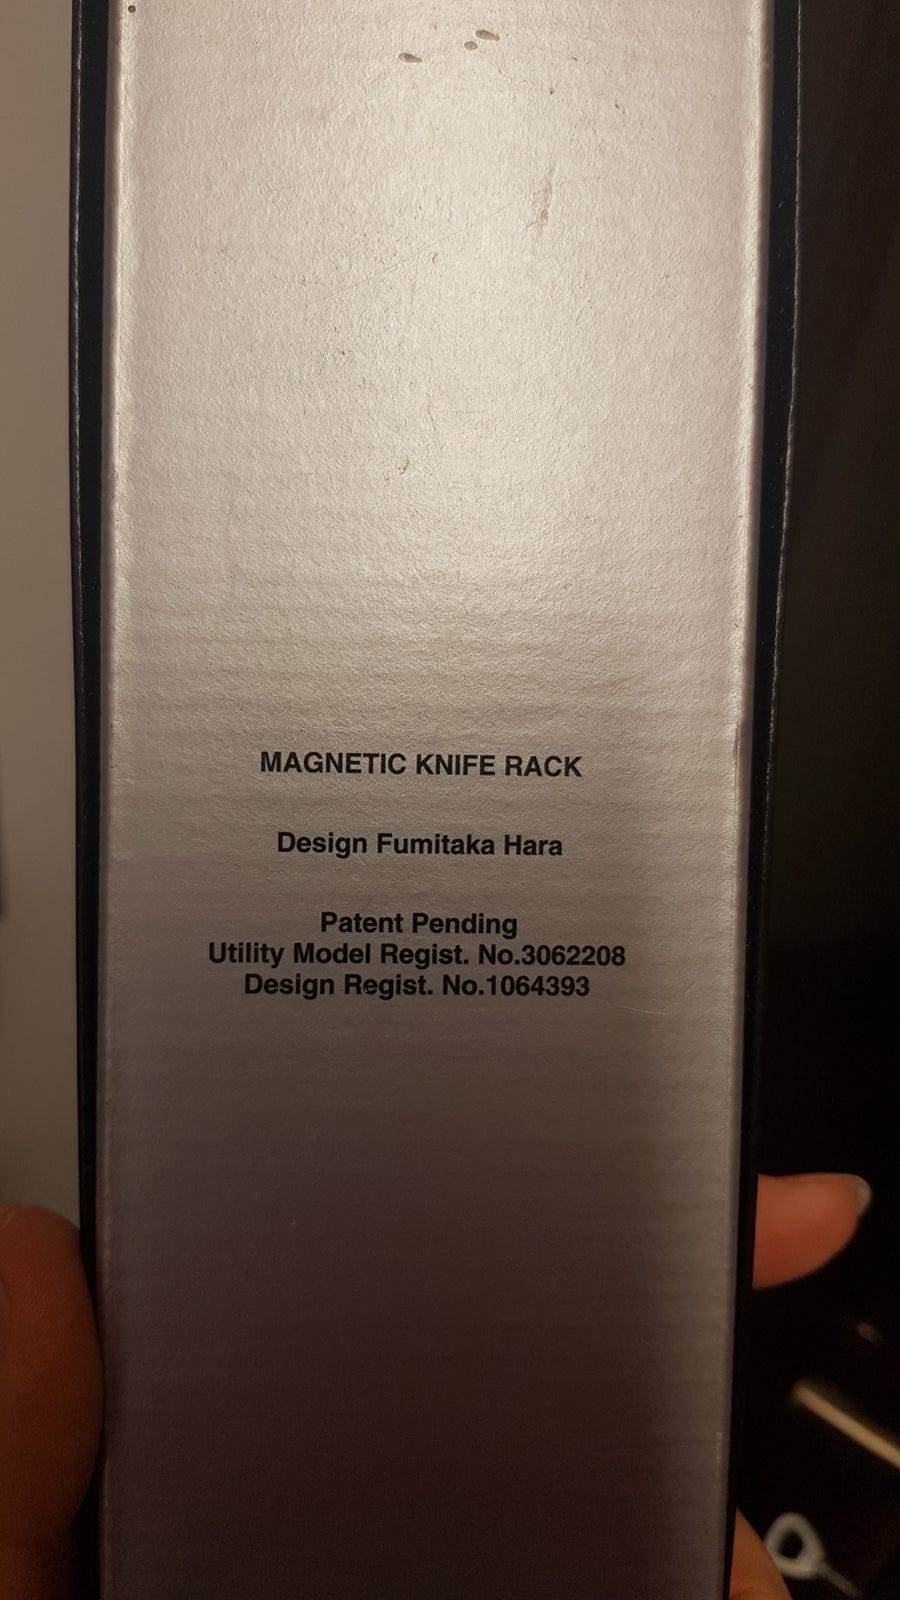 MAGNETIC KNIFE RACK
Design Fumitaka Hara
Patent Pending
Utility Model Regist. No.3062208
Design Regist. No.1064393